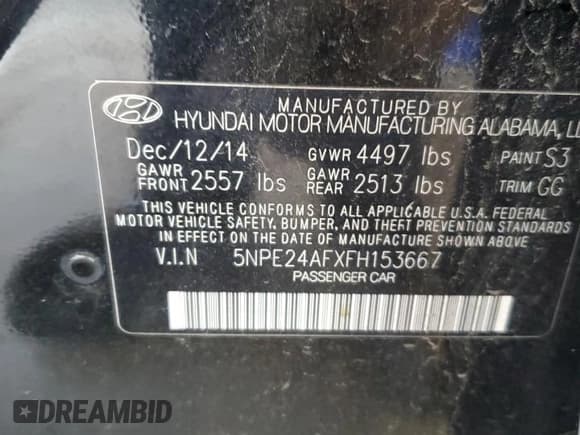 MANUFACTURED BY
HYUNDAI MOTOR MANUFACTURING ALABAMA, LL
Dec/12/14 GVWR 4497 lbs PAINT S3
GAWR FRONT 2557 lbs GAWR REAR 2513 lbs TRIM GG
THIS VEHICLE CONFORMS TO ALL APPLICABLE U.S.A. FEDERAL
MOTOR VEHICLE SAFETY, BUMPER, AND THEFT PREVENTION STANDARDS
IN EFFECT ON THE DATE OF MANUFACTURE SHOWN ABOVE
V.I.N 5NPE24AFXFH153667
PASSENGER CAR
DREAMBID